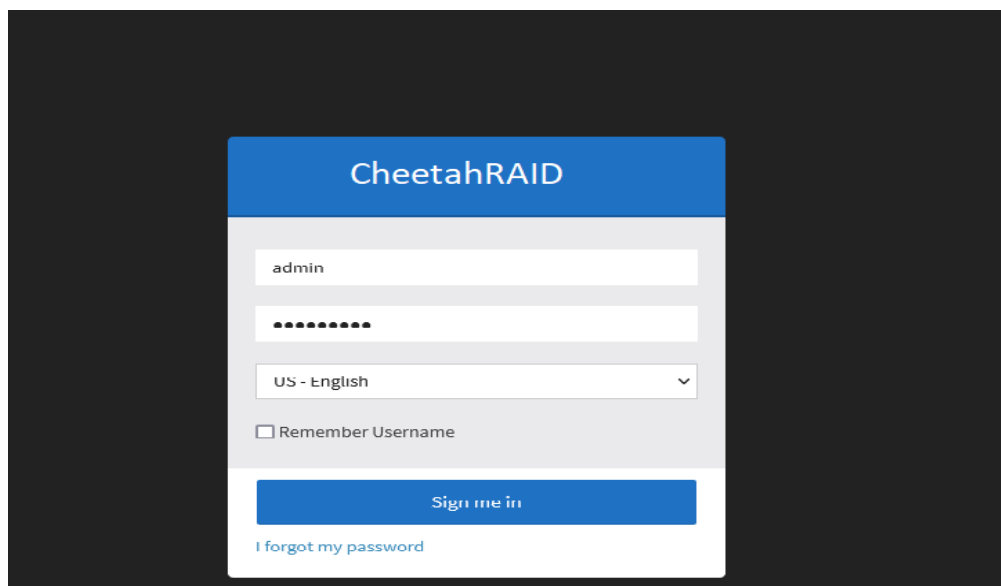 CheetahRAID
admin
US - English
Remember Username
Sign me in
I forgot my password